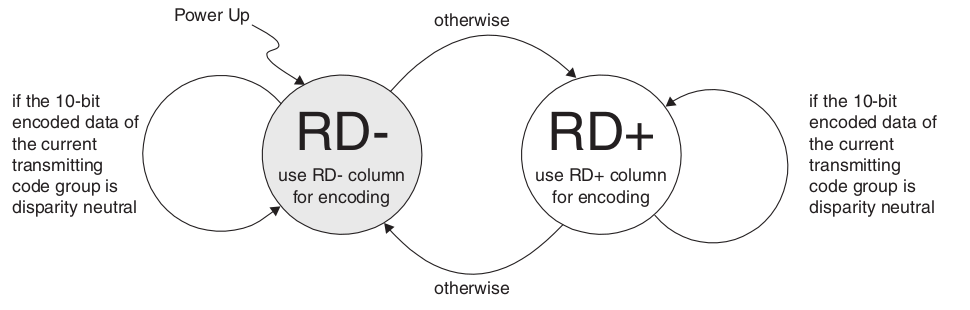 Power Up
otherwise
if the 10-bit
encoded data of
the current
transmitting
code group is
disparity neutral
RD-
use RD- column
for encoding
RD+
use RD+ column
for encoding
if the 10-bit
encoded data of
the current
transmitting
code group is
disparity neutral
otherwise